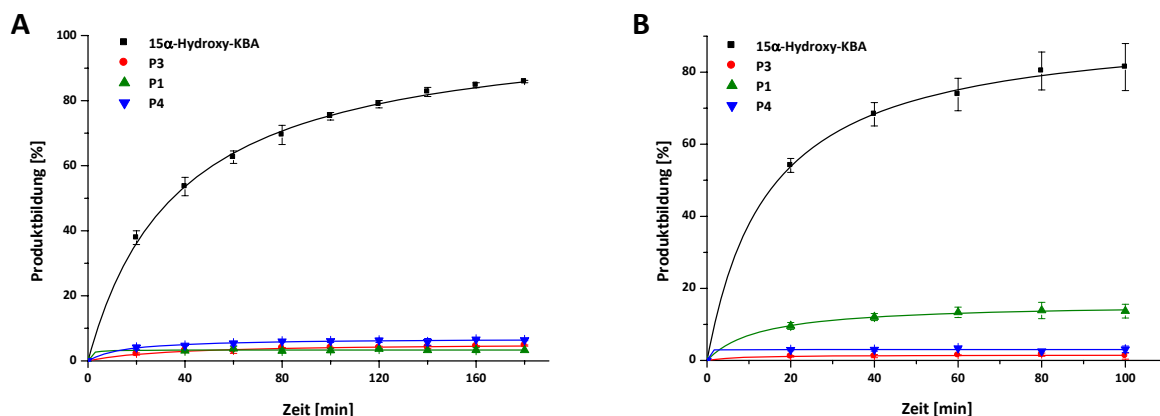 A
15α-Hydroxy-KBA
P3
P1
P4
Produktbildung [%]
100
80
60
40
20
0
0 40 80 120 160
Zeit [min]
B
15α-Hydroxy-KBA
P3
P1
P4
Produktbildung [%]
80
60
40
20
0
0 20 40 60 80 100
Zeit [min]